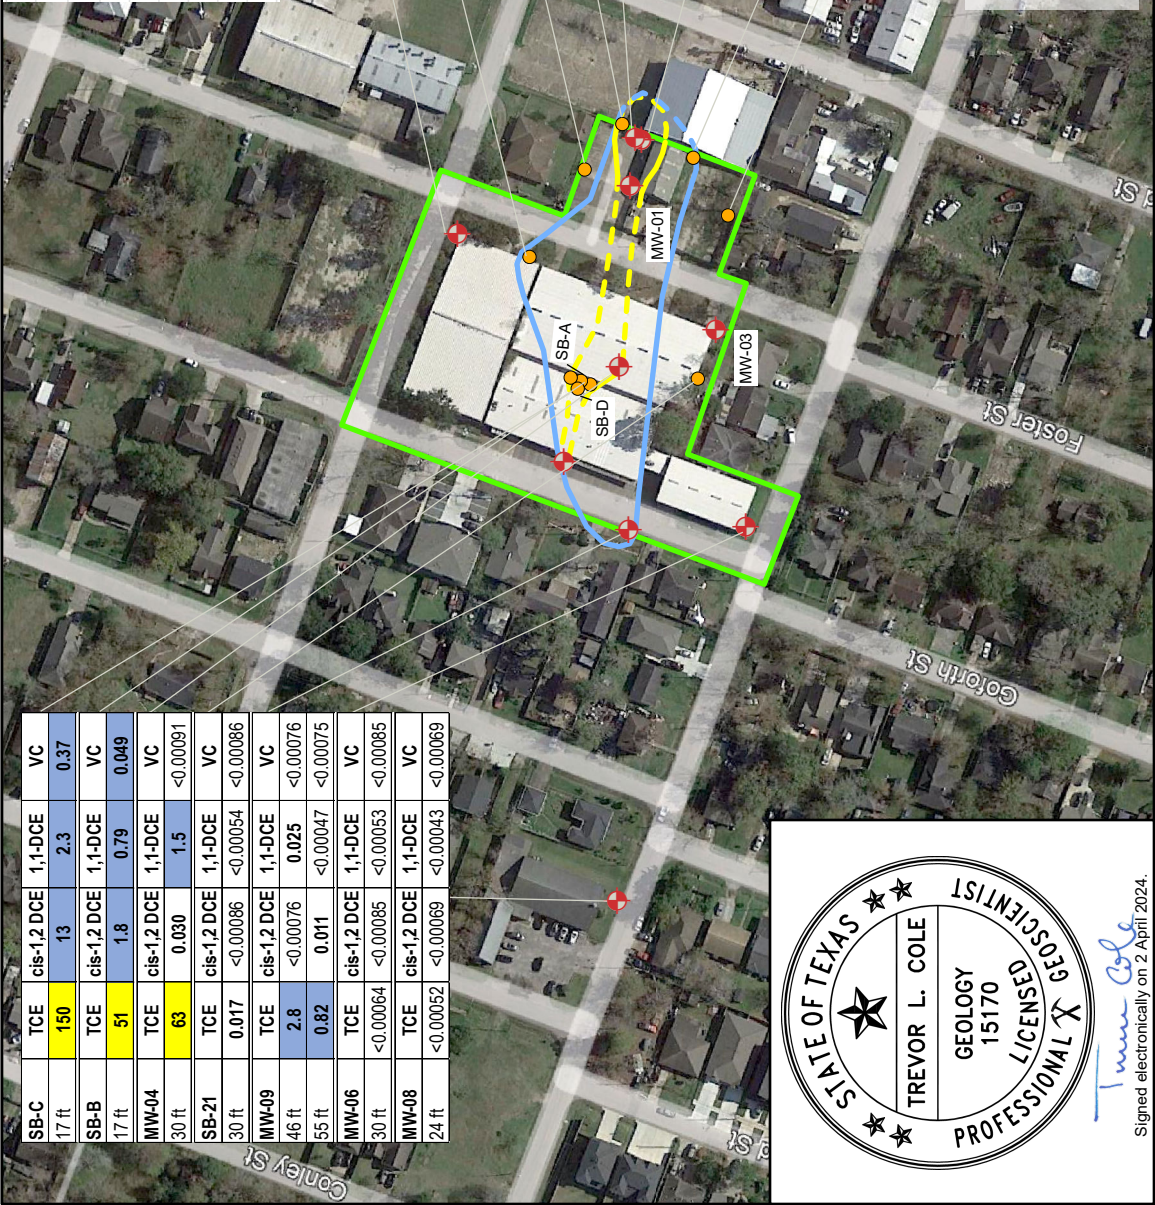 SB-C TCE cis-1,2 DCE 1,1-DCE VC
17 ft 150 13 2.3 0.37
SB-B TCE cis-1,2 DCE 1,1-DCE VC
17 ft 51 1.8 0.79 0.049
MW-04 TCE cis-1,2 DCE 1,1-DCE VC
30 ft 63 0.030 1.5 <0.00091
SB-21 TCE cis-1,2 DCE 1,1-DCE VC
30 ft 0.017 <0.00086 <0.00054 <0.00086
MW-09 TCE cis-1,2 DCE 1,1-DCE VC
46 ft 2.8 <0.00076 0.025 <0.00076
55 ft 0.82 0.011 <0.00047 <0.00075
MW-06 TCE cis-1,2 DCE 1,1-DCE VC
30 ft <0.00064 <0.00085 <0.00053 <0.00085
MW-08 TCE cis-1,2 DCE 1,1-DCE VC
24 ft <0.00052 <0.00069 <0.00043 <0.00069
SB-A
SB-D
MW-01
MW-03
Conley St
Goforth St
Foster St
d St
g St
STATE OF TEXAS
TREVOR L. COLE
GEOLOGY
15170
LICENSED
PROFESSIONAL GEOSCIENTIST
Trevor Cole
Signed electronically on 2 April 2024.